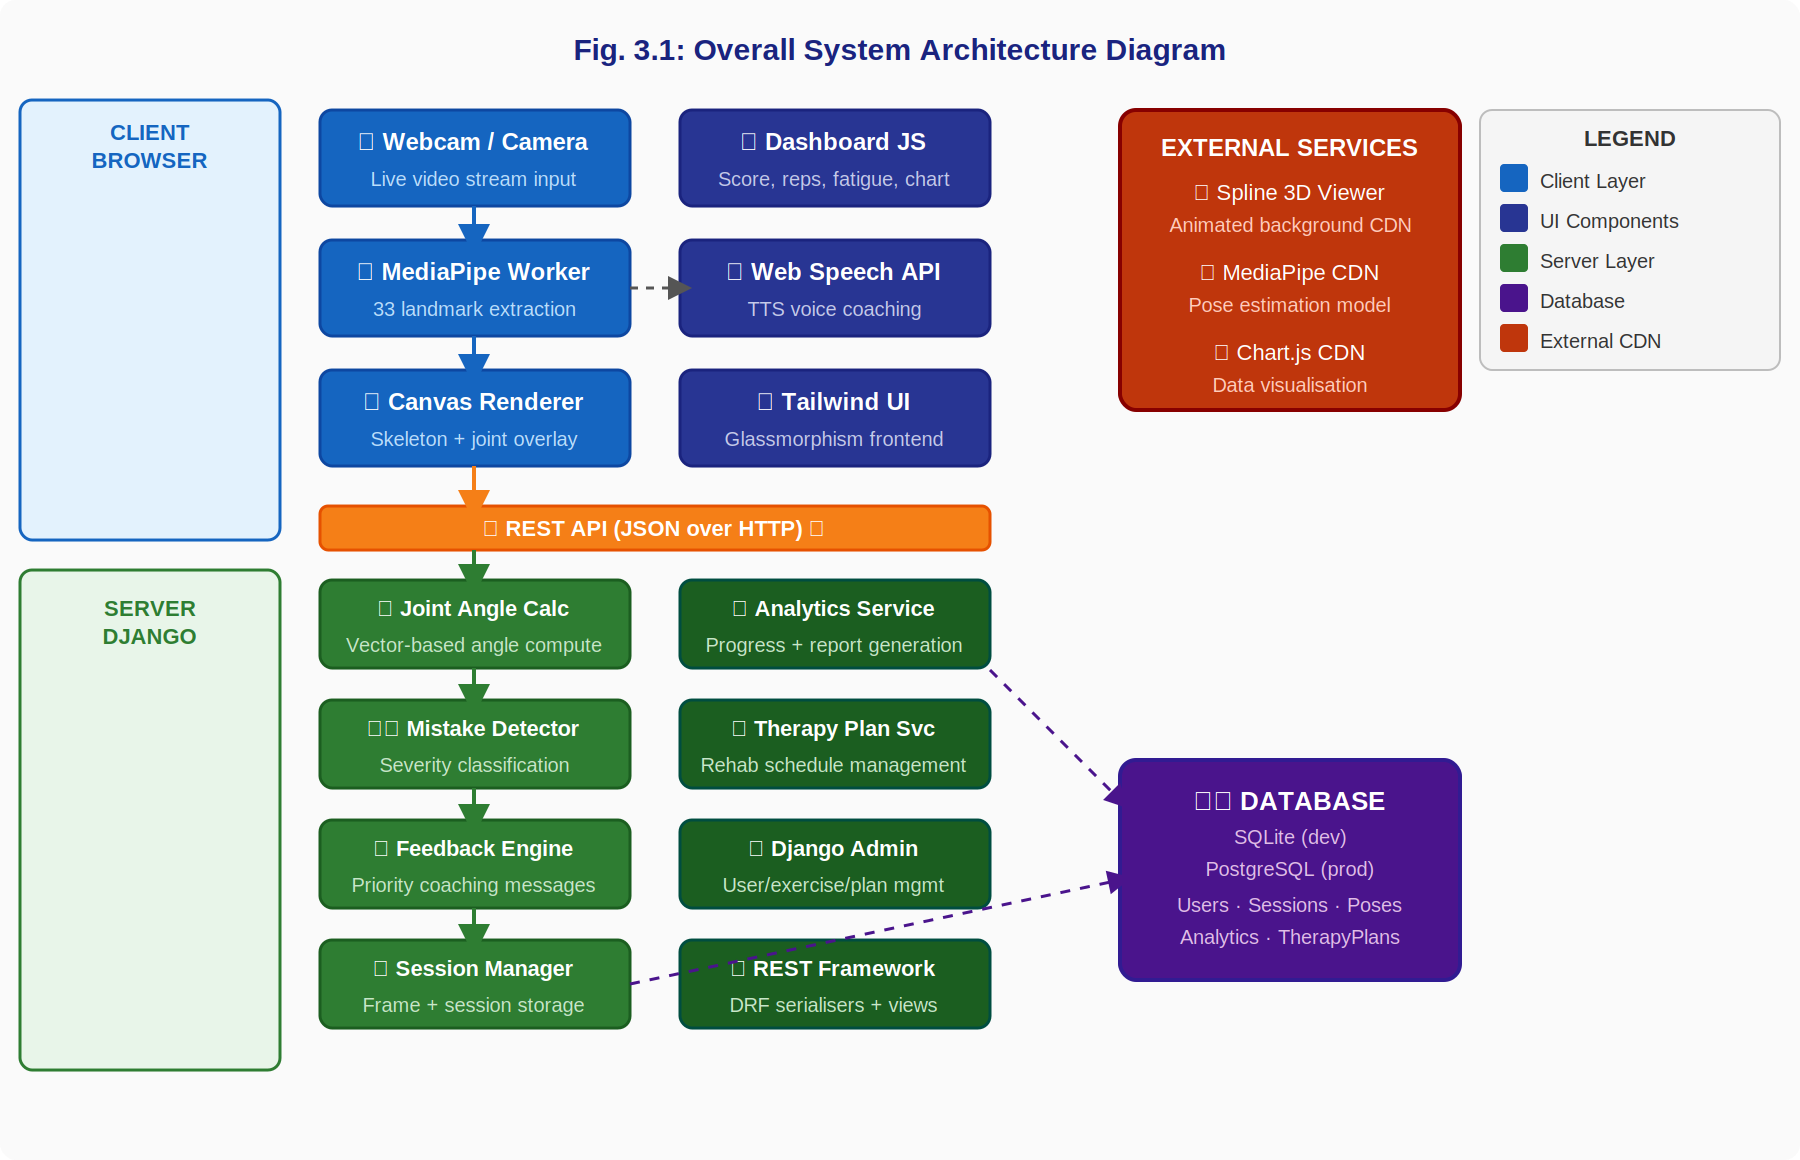 Fig. 3.1: Overall System Architecture Diagram
CLIENT
BROWSER
Webcam / Camera
Live video stream input
Dashboard JS
Score, reps, fatigue, chart
MediaPipe Worker
33 landmark extraction
Web Speech API
TTS voice coaching
Canvas Renderer
Skeleton + joint overlay
Tailwind UI
Glassmorphism frontend
REST API (JSON over HTTP)
SERVER
DJANGO
Joint Angle Calc
Vector-based angle compute
Analytics Service
Progress + report generation
Mistake Detector
Severity classification
Therapy Plan Svc
Rehab schedule management
Feedback Engine
Priority coaching messages
Django Admin
User/exercise/plan mgmt
Session Manager
Frame + session storage
REST Framework
DRF serialisers + views
EXTERNAL SERVICES
Spline 3D Viewer
Animated background CDN
MediaPipe CDN
Pose estimation model
Chart.js CDN
Data visualisation
LEGEND
Client Layer
UI Components
Server Layer
Database
External CDN
DATABASE
SQLite (dev)
PostgreSQL (prod)
Users · Sessions · Poses
Analytics · TherapyPlans